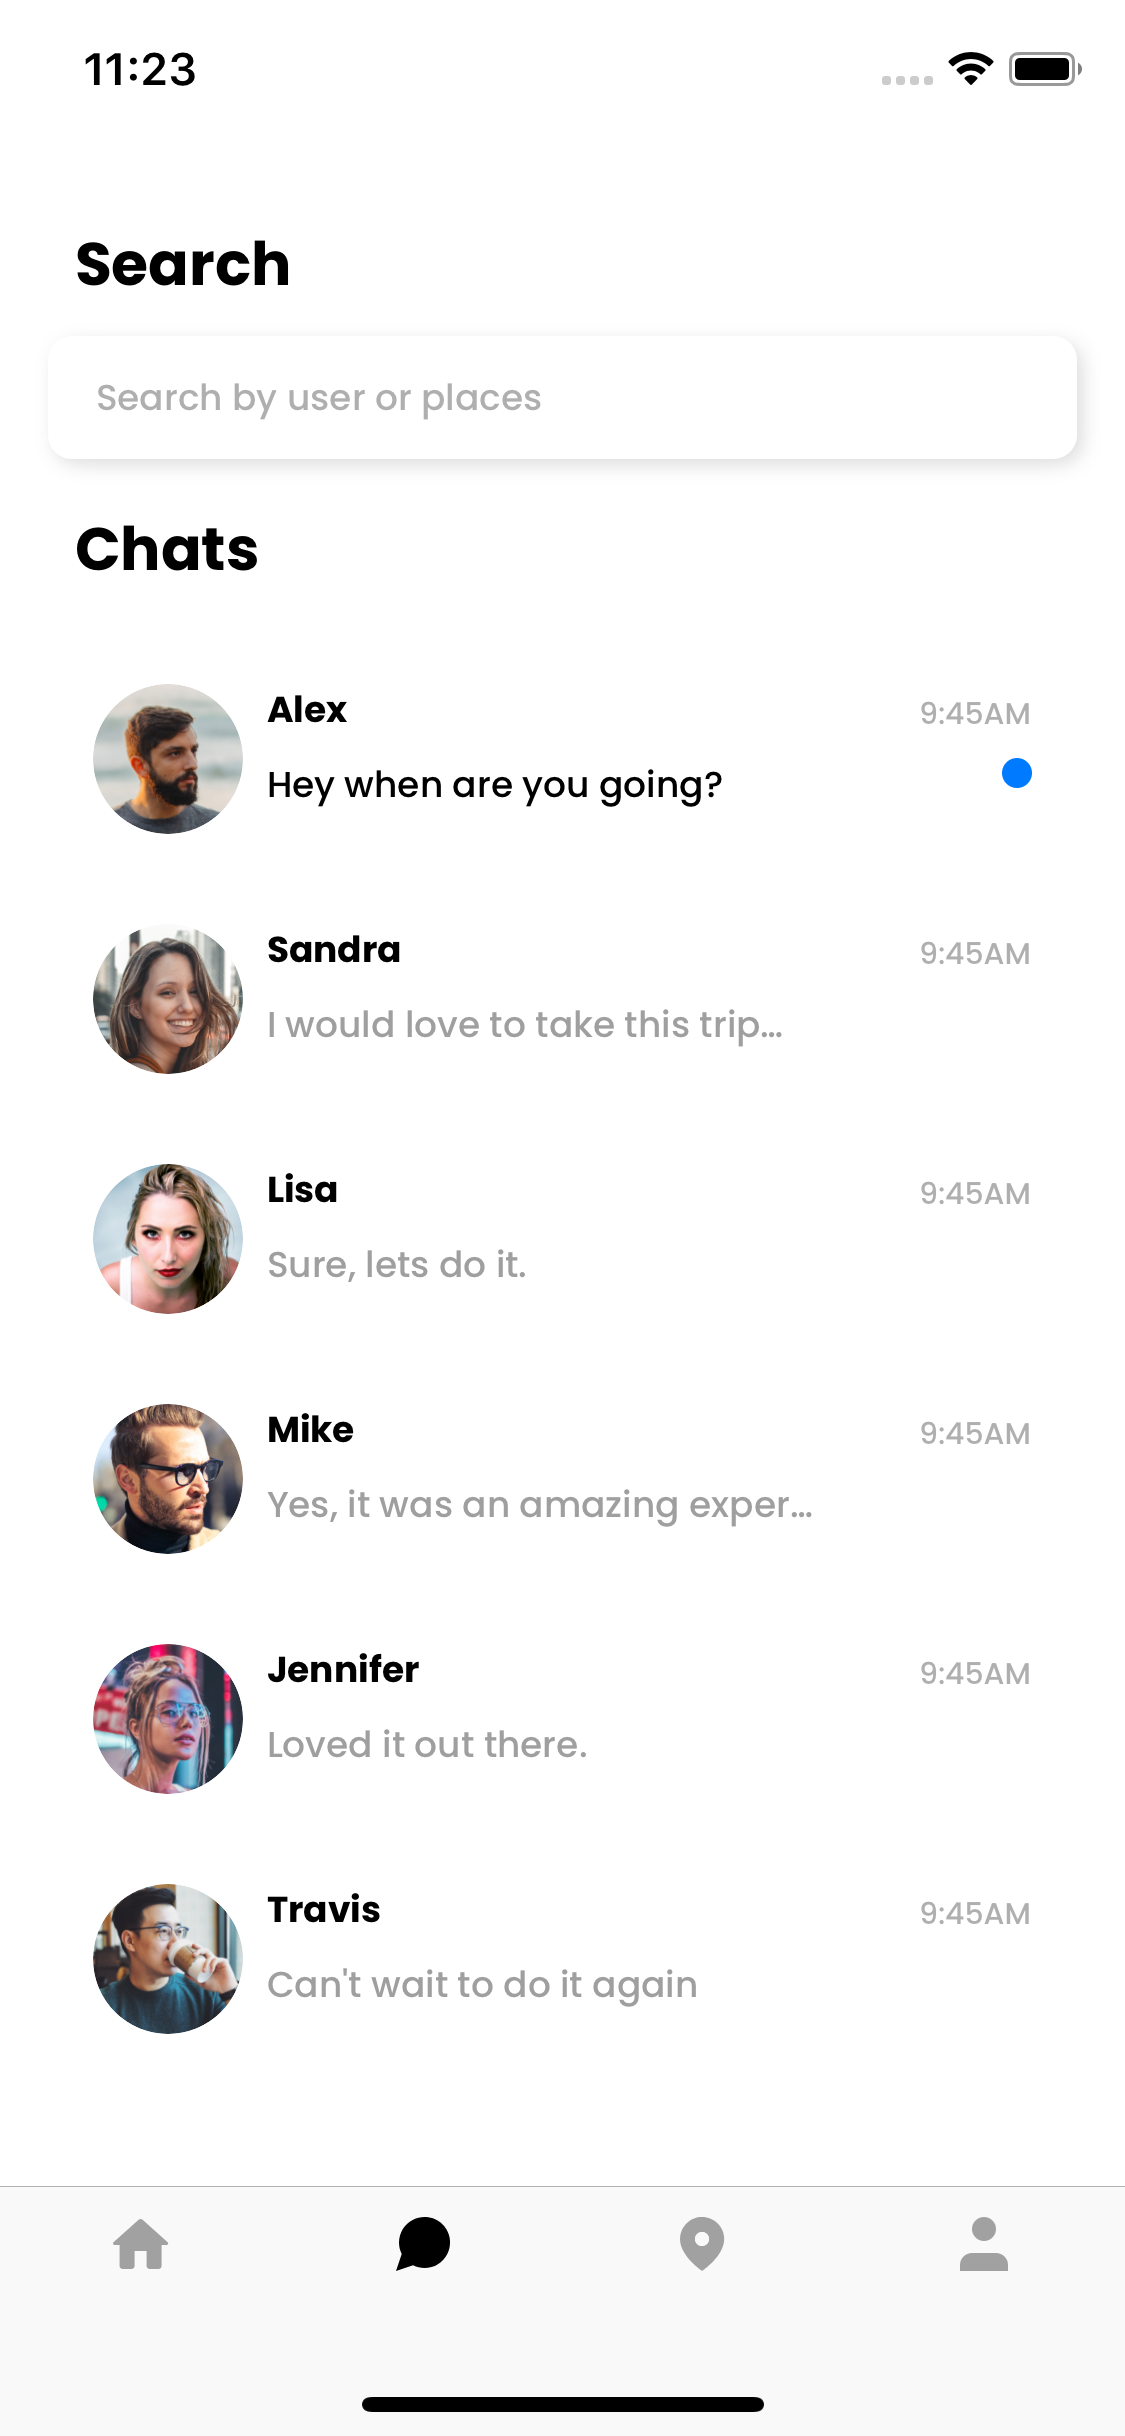 11:23
Search
Search by user or places
Chats
Alex
9:45AM
Hey when are you going?
Sandra
9:45AM
I would love to take this trip...
Lisa
9:45AM
Sure, lets do it.
Mike
9:45AM
Yes, it was an amazing exper...
Jennifer
9:45AM
Loved it out there.
Travis
9:45AM
Can't wait to do it again